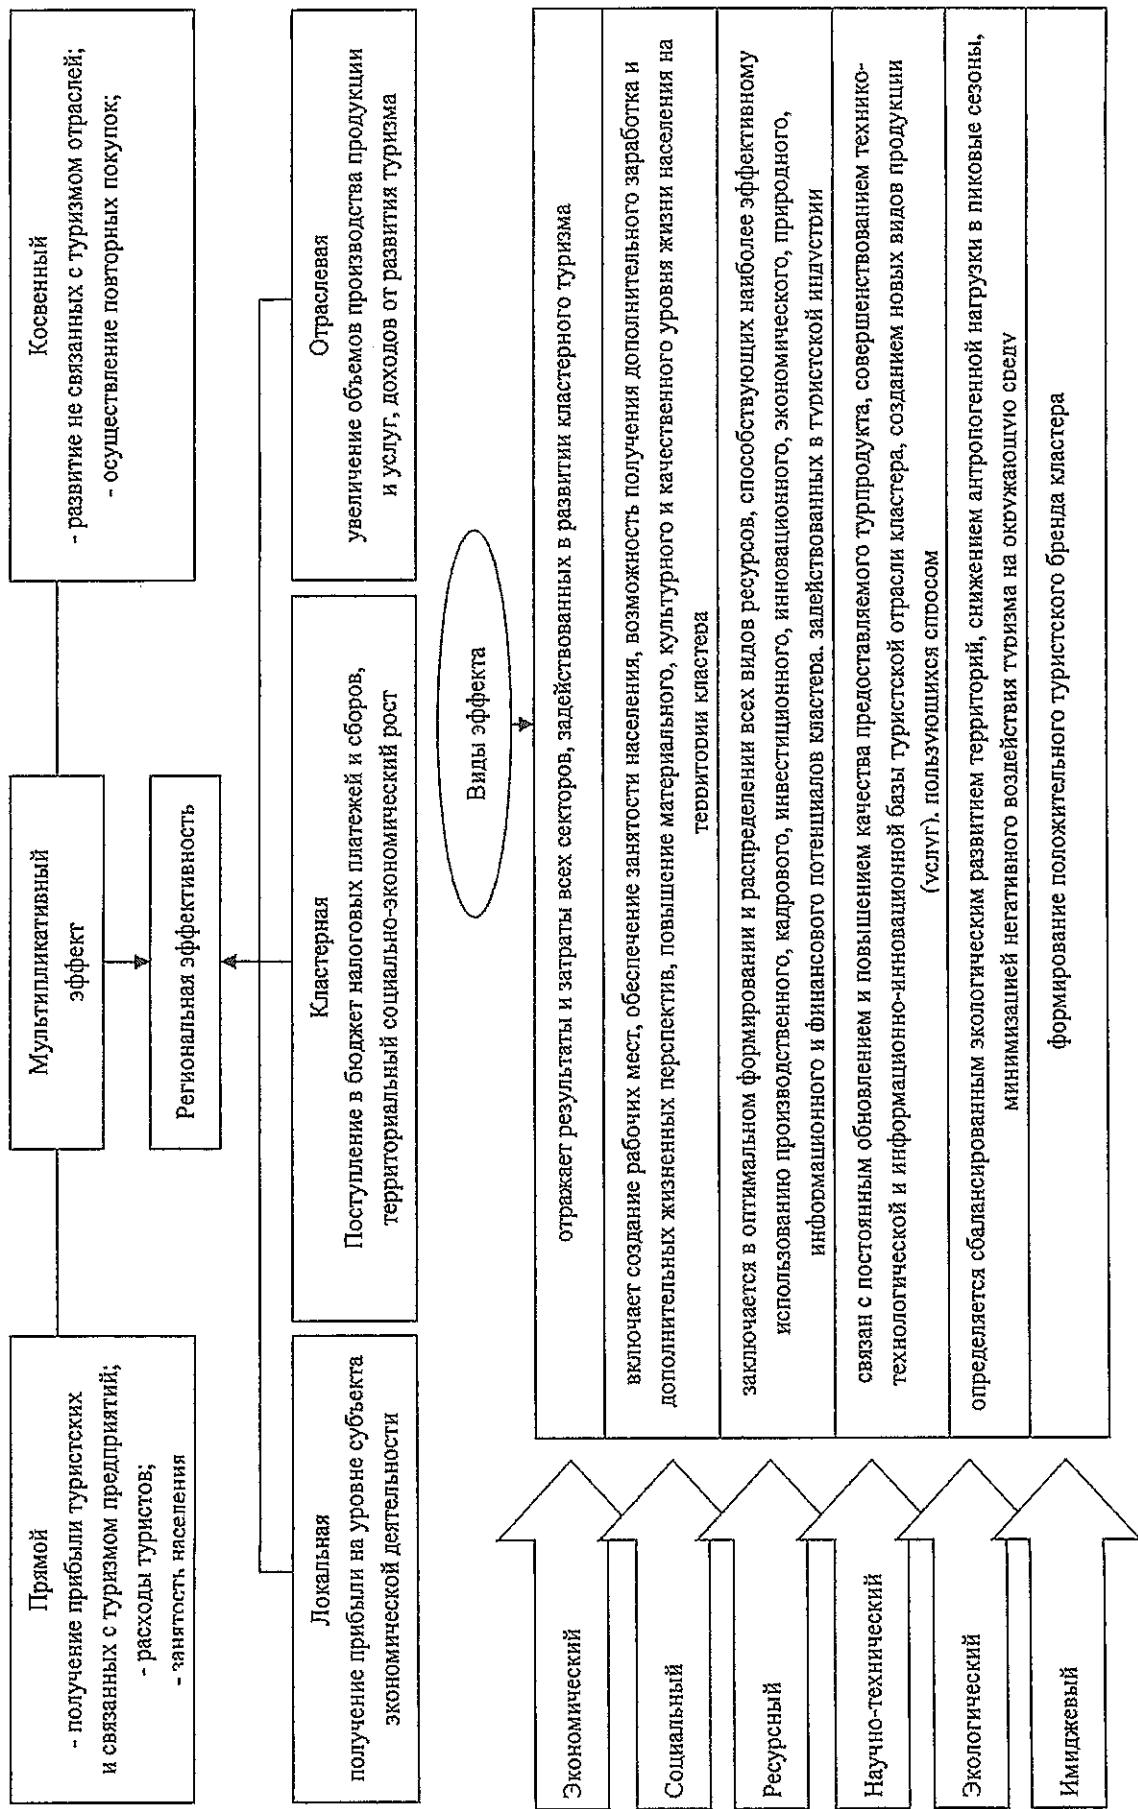 Прямой
- получение прибыли туристских
и связанных с туризмом предприятий;
- расходы туристов;
- занятость населения
Мультипликативный
эффект
Косвенный
- развитие не связанных с туризмом отраслей;
- осуществление повторных покупок;
Региональная эффективность
Локальная
получение прибыли на уровне субъекта
экономической деятельности
Кластерная
Поступление в бюджет налоговых платежей и сборов,
территориальный социально-экономический рост
Отраслевая
увеличение объемов производства продукции
и услуг, доходов от развития туризма
Виды эффекта
Экономический
отражает результаты и затраты всех секторов, задействованных в развитии кластерного туризма
Социальный
включает создание рабочих мест, обеспечение занятости населения, возможность получения дополнительного заработка и
дополнительных жизненных перспектив, повышение материального, культурного и качественного уровня жизни населения на
территории кластера
Ресурсный
заключается в оптимальном формировании и распределении всех видов ресурсов, способствующих наиболее эффективному
использованию производственного, кадрового, инвестиционного, инновационного, экономического, природного,
информационного и финансового потенциалов кластера, задействованных в туристской индустрии
Научно-технический
связан с постоянным обновлением и повышением качества предоставляемого турпродукта, совершенствованием технико-
технологической и информационно-инновационной базы туристской отрасли кластера, созданием новых видов продукции
(услуг), пользующихся спросом
Экологический
определяется сбалансированным экологическим развитием территорий, снижением антропогенной нагрузки в пиковые сезоны,
минимизацией негативного воздействия туризма на окружающую среду
Имиджевый
формирование положительного туристского бренда кластера